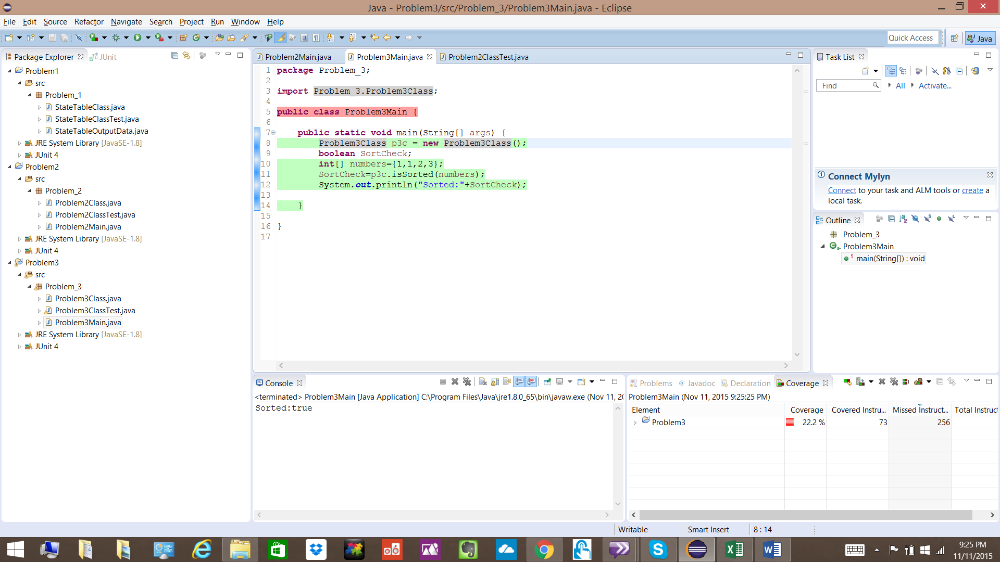 Java - Problem3/src/Problem_3/Problem3Main.java - Eclipse
File Edit Source Refactor Navigate Search Project Run Window Help
Quick Access
Java
Package Explorer
JUnit
Problem1
src
Problem_1
StateTableClass.java
StateTableClassTest.java
StateTableOutputData.java
JRE System Library [JavaSE-1.8]
JUnit 4
Problem2
src
Problem_2
Problem2Class.java
Problem2ClassTest.java
Problem2Main.java
JRE System Library [JavaSE-1.8]
JUnit 4
Problem3
src
Problem_3
Problem3Class.java
Problem3ClassTest.java
Problem3Main.java
JRE System Library [JavaSE-1.8]
JUnit 4
Problem2Main.java Problem3Main.java Problem2ClassTest.java
1 package Problem_3;
2
3 import Problem_3.Problem3Class;
4
5 public class Problem3Main {
6
7 public static void main(String[] args) {
8 Problem3Class p3c = new Problem3Class();
9 boolean SortCheck;
10 int[] numbers={1,1,2,3};
11 SortCheck=p3c.isSorted(numbers);
12 System.out.println("Sorted:"+SortCheck);
13
14 }
15
16 }
17
Task List
Find All Activate...
Connect Mylyn
Connect to your task and ALM tools or create a
local task.
Outline
Problem_3
Problem3Main
main(String[]) : void
Console
<terminated> Problem3Main [Java Application] C:\Program Files\Java\jre1.8.0_65\bin\javaw.exe (Nov 11, 20
Sorted:true
Problems @ Javadoc Declaration Coverage
Problem3Main (Nov 11, 2015 9:25:25 PM)
Element Coverage Covered Instru... Missed Instruct... Total Instruct
Problem3 22.2 % 73 256
Writable Smart Insert 8 : 14
9:25 PM
11/11/2015